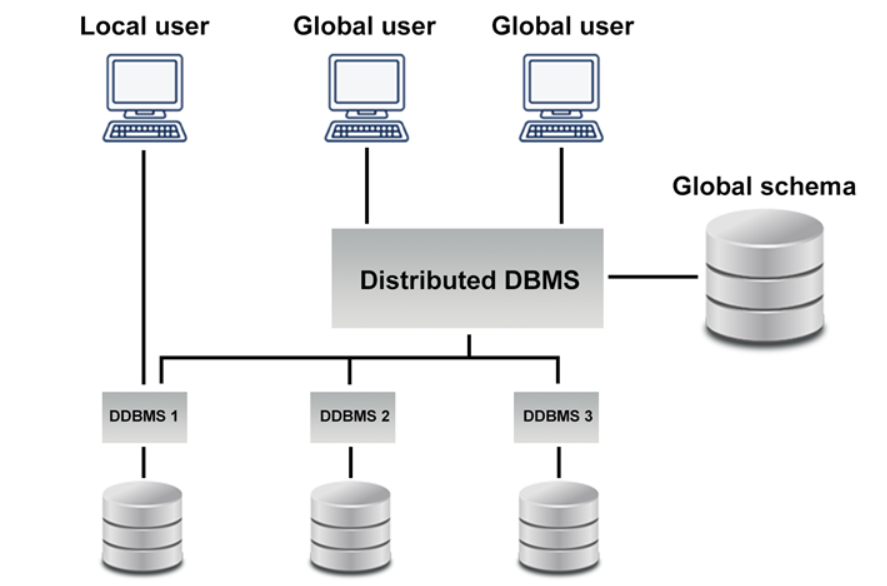 Local user
Global user
Global user
Global schema
Distributed DBMS
DDBMS 1
DDBMS 2
DDBMS 3